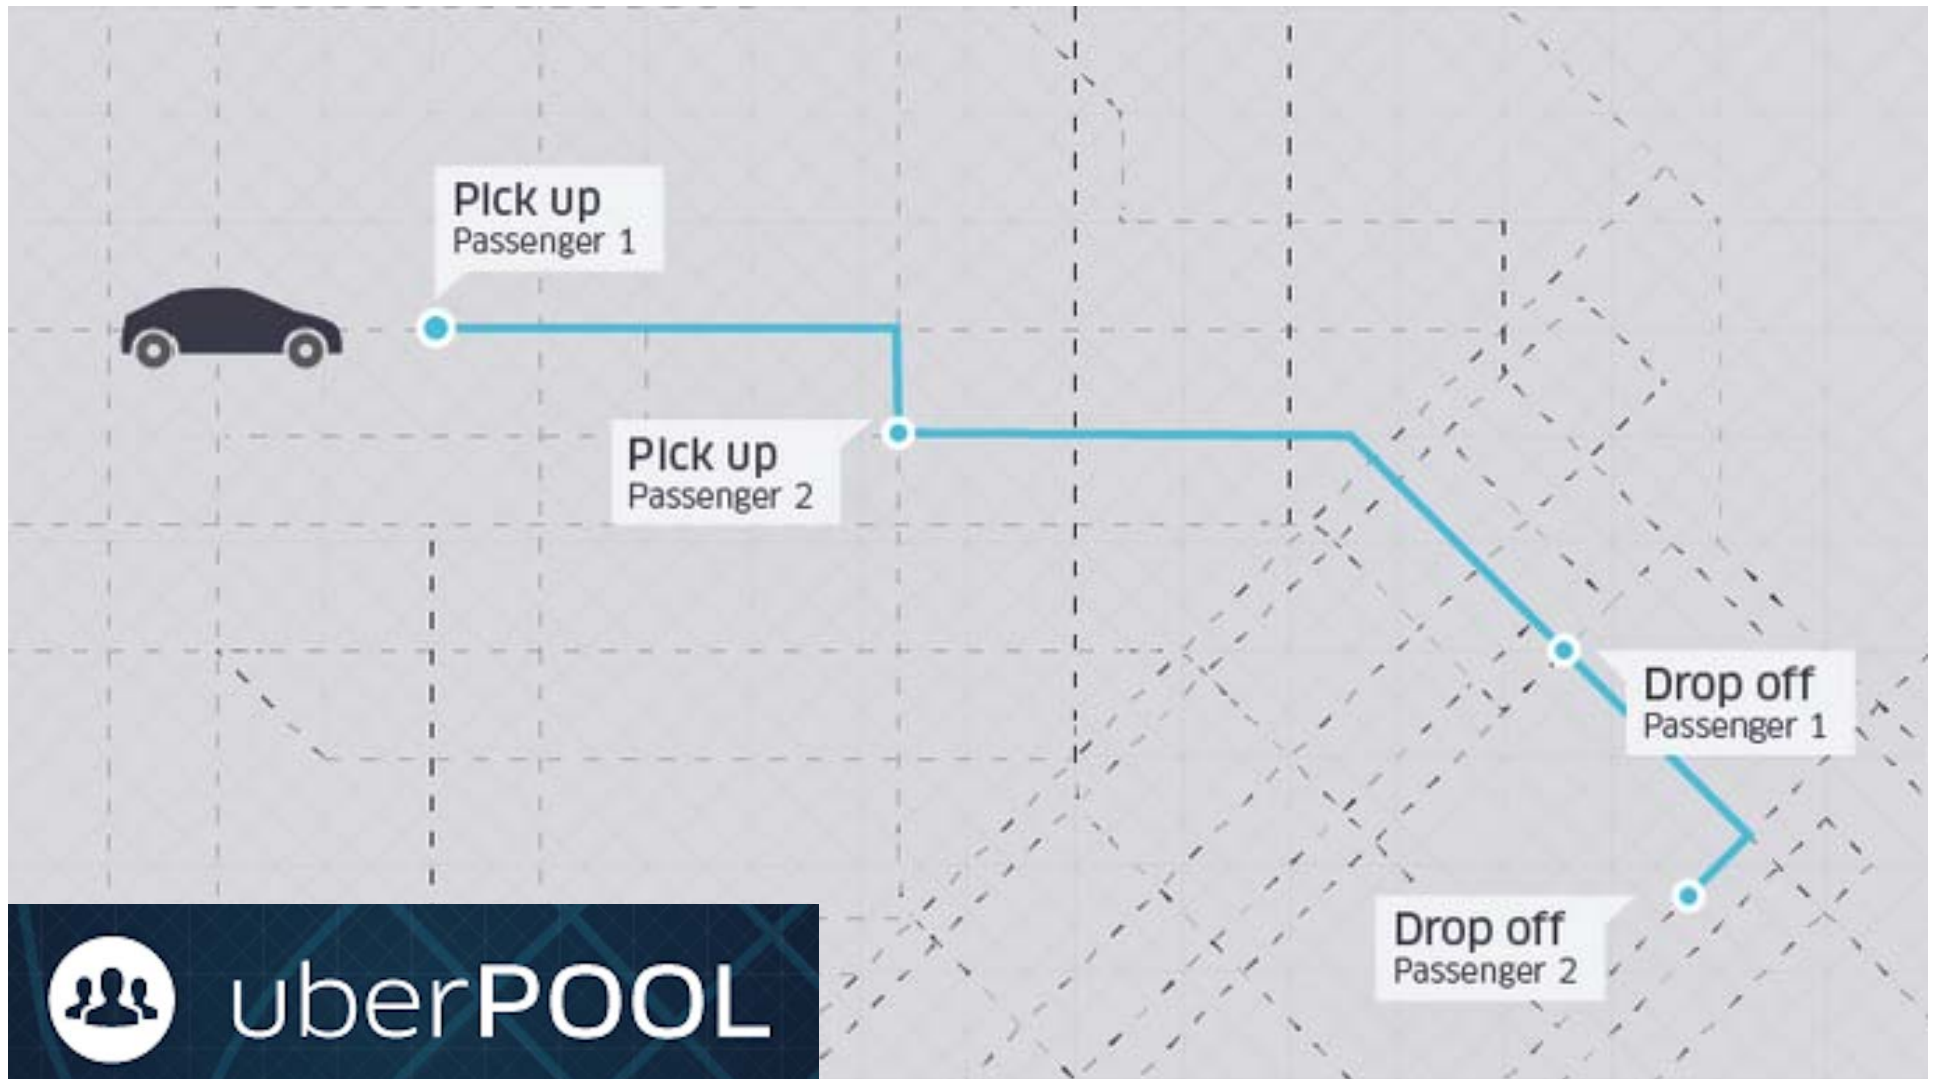 Pick up
Passenger 1
Pick up
Passenger 2
Drop off
Passenger 1
Drop off
Passenger 2
uberPOOL